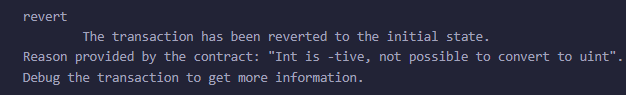 revert
The transaction has been reverted to the initial state.
Reason provided by the contract: "Int is -tive, not possible to convert to uint".
Debug the transaction to get more information.